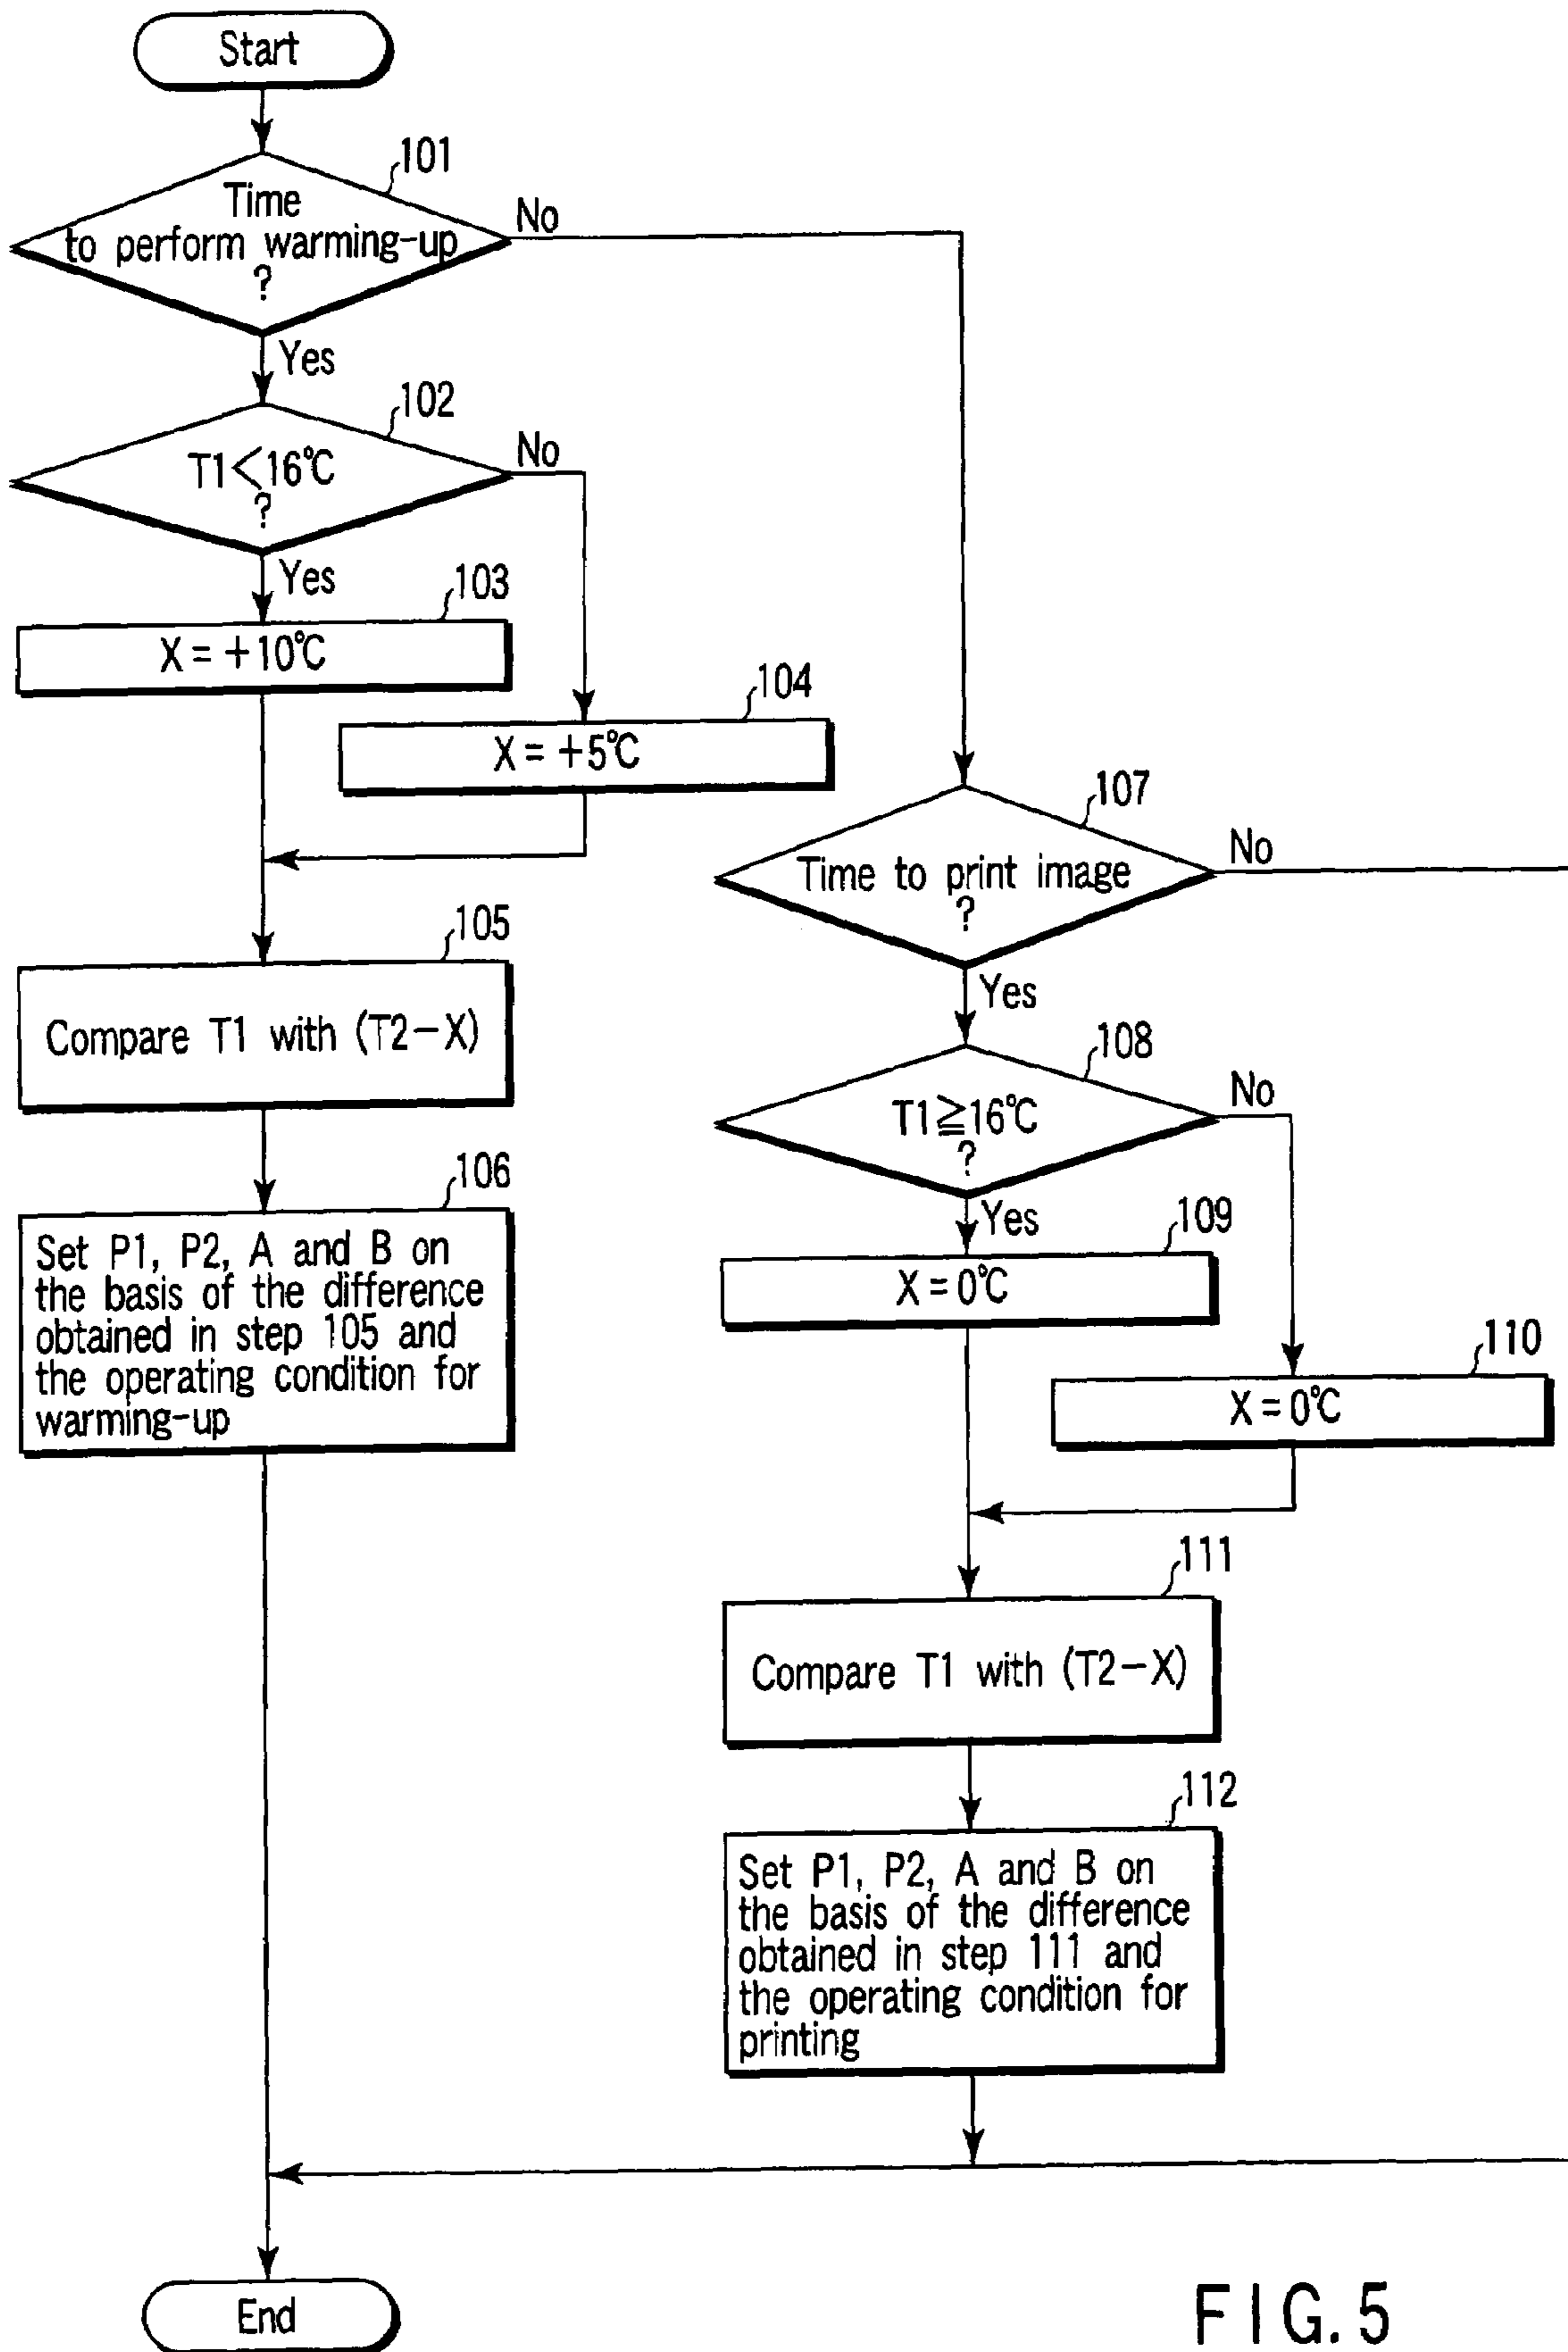 Start
101
Time
to perform warming-up
?
No
Yes
102
T1<16℃
?
No
Yes
103
X=+10℃
104
X=+5℃
105
Compare T1 with (T2-X)
106
Set P1, P2, A and B on
the basis of the difference
obtained in step 105 and
the operating condition for
warming-up
107
Time to print image
?
No
Yes
108
T1≧16℃
?
No
Yes
109
X=0℃
110
X=0℃
111
Compare T1 with (T2-X)
112
Set P1, P2, A and B on
the basis of the difference
obtained in step 111 and
the operating condition for
printing
End
FIG. 5